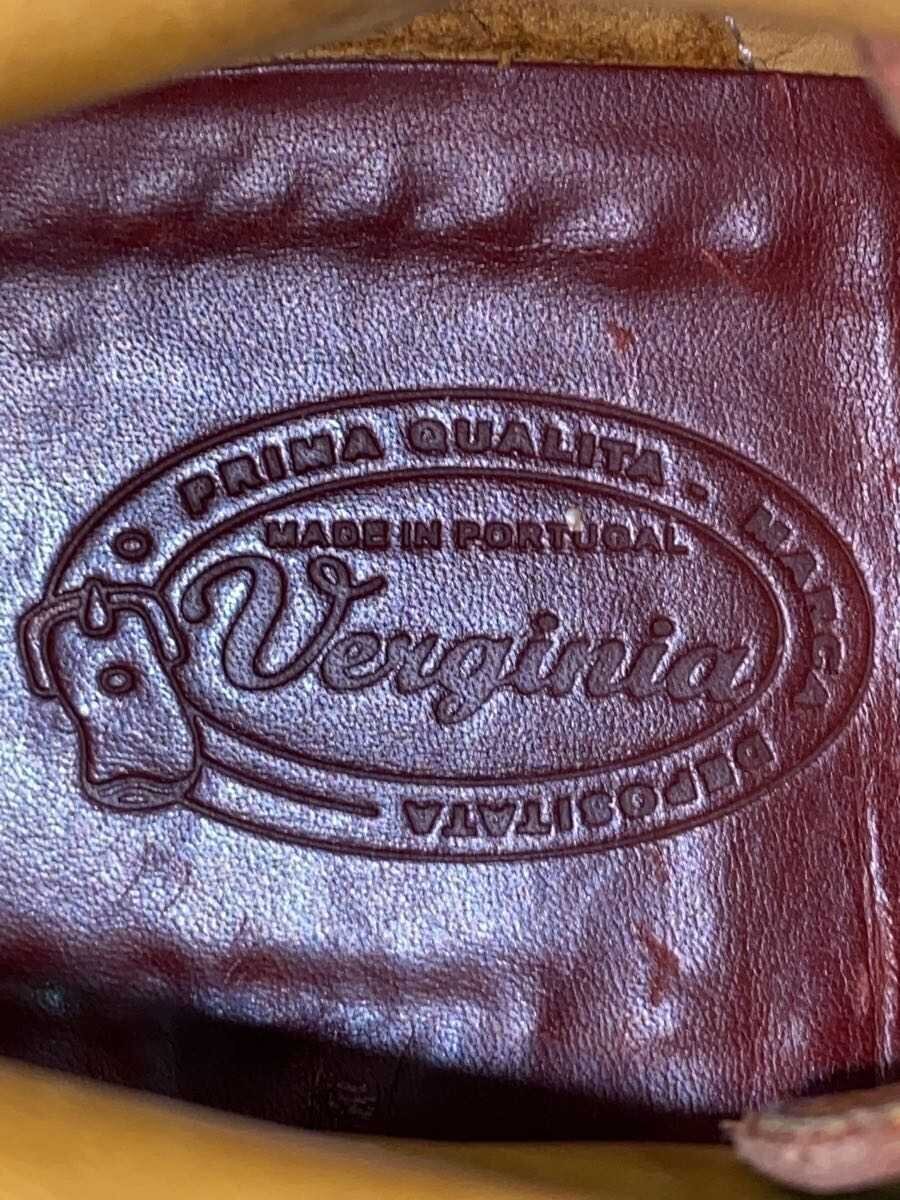 PRIMA QUALITA - MARCA DEPOSITATA
MADE IN PORTUGAL
Verginia